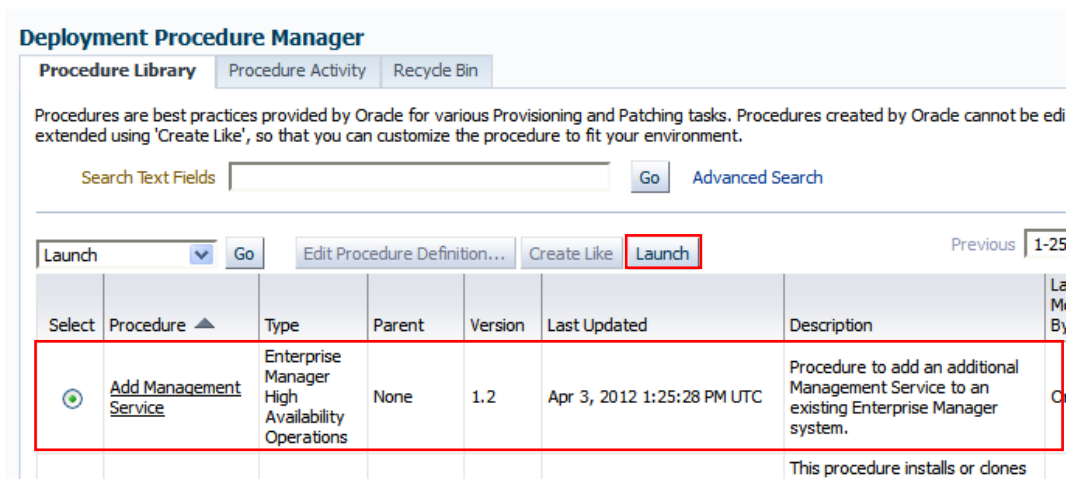 Deployment Procedure Manager
Procedure Library Procedure Activity Recycle Bin
Procedures are best practices provided by Oracle for various Provisioning and Patching tasks. Procedures created by Oracle cannot be edi
extended using 'Create Like', so that you can customize the procedure to fit your environment.
Search Text Fields Go Advanced Search
Launch Go Edit Procedure Definition... Create Like Launch Previous 1-25
Select Procedure Type Parent Version Last Updated Description La
Mo
By
Enterprise
Manager
High
Availability
Operations
Add Management
Service
None 1.2 Apr 3, 2012 1:25:28 PM UTC
Procedure to add an additional
Management Service to an
existing Enterprise Manager
system.
This procedure installs or clones